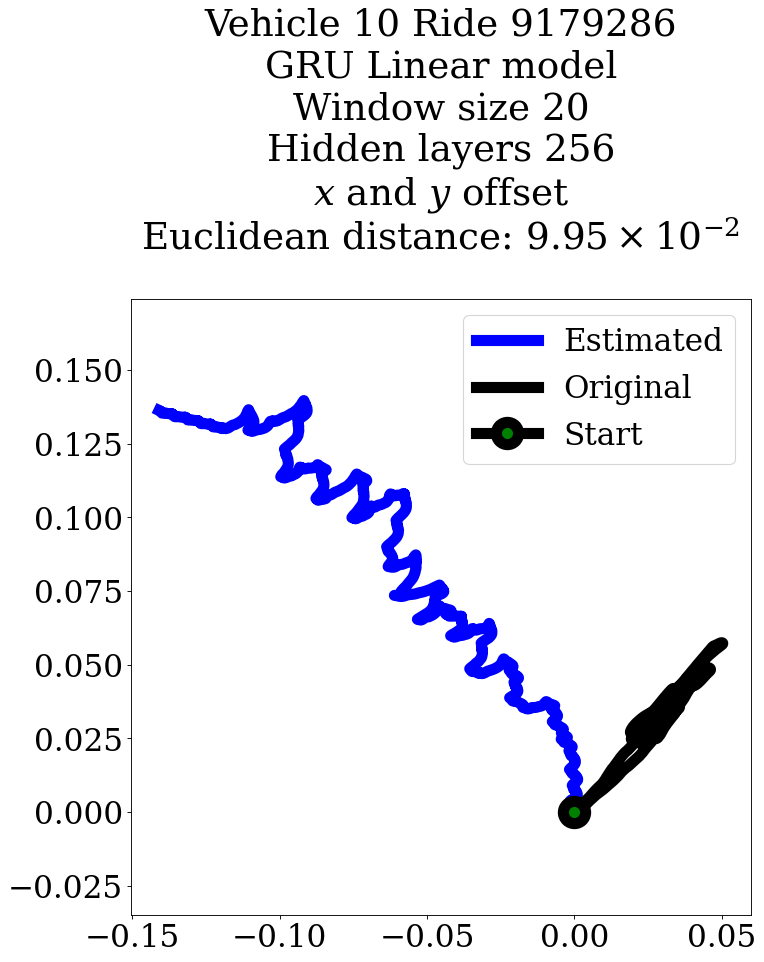 Vehicle 10 Ride 9179286
GRU Linear model
Window size 20
Hidden layers 256
x and y offset
Euclidean distance: 9.95 × 10⁻²
Estimated
Original
Start
0.150
0.125
0.100
0.075
0.050
0.025
0.000
−0.025
−0.15 −0.10 −0.05 0.00 0.05